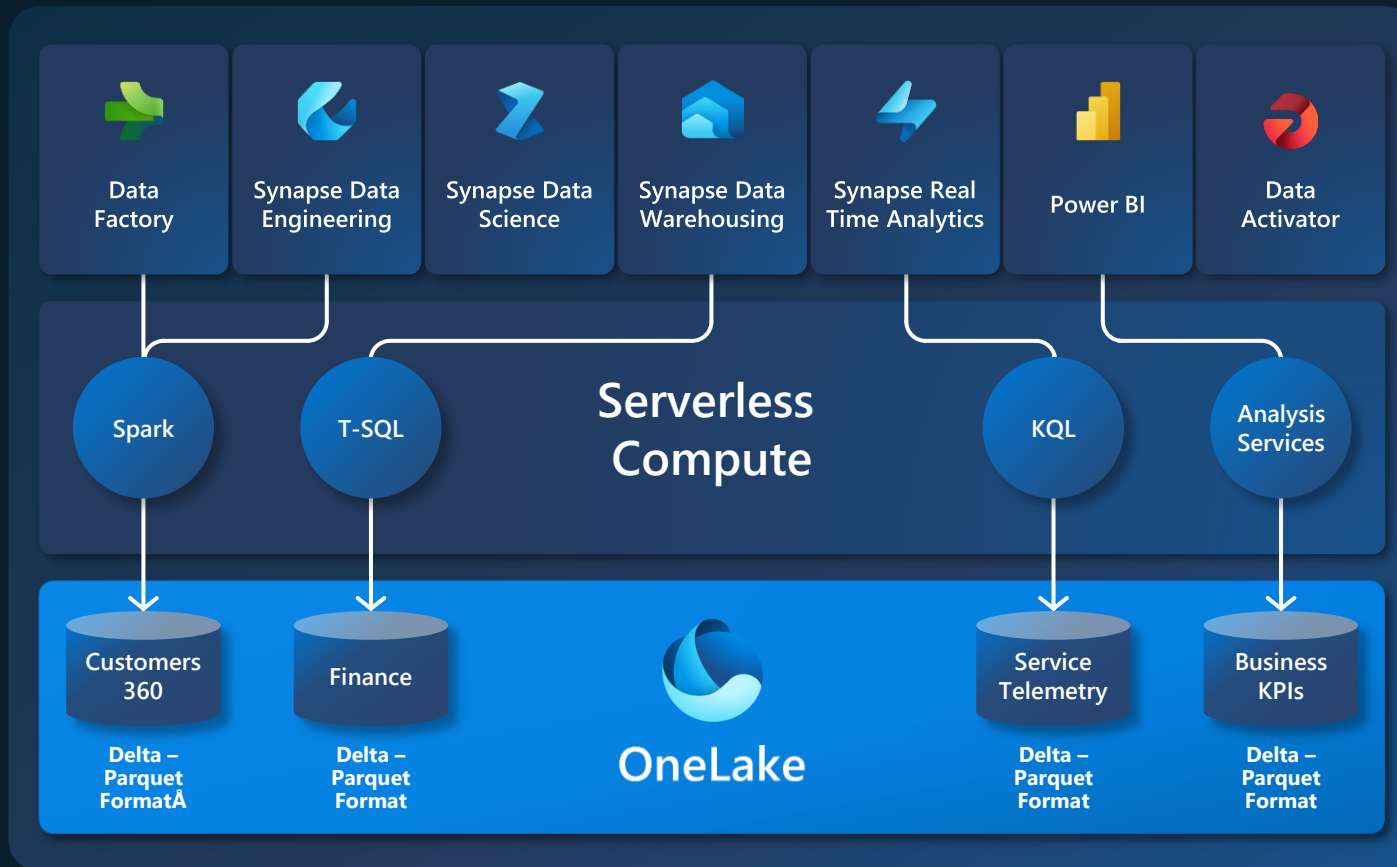 Data
Factory
Synapse Data
Engineering
Synapse Data
Science
Synapse Data
Warehousing
Synapse Real
Time Analytics
Power BI
Data
Activator
Spark
T-SQL
Serverless
Compute
KQL
Analysis
Services
Customers
360
Finance
Service
Telemetry
Business
KPIs
Delta –
Parquet
FormatÅ
Delta –
Parquet
Format
OneLake
Delta –
Parquet
Format
Delta –
Parquet
Format